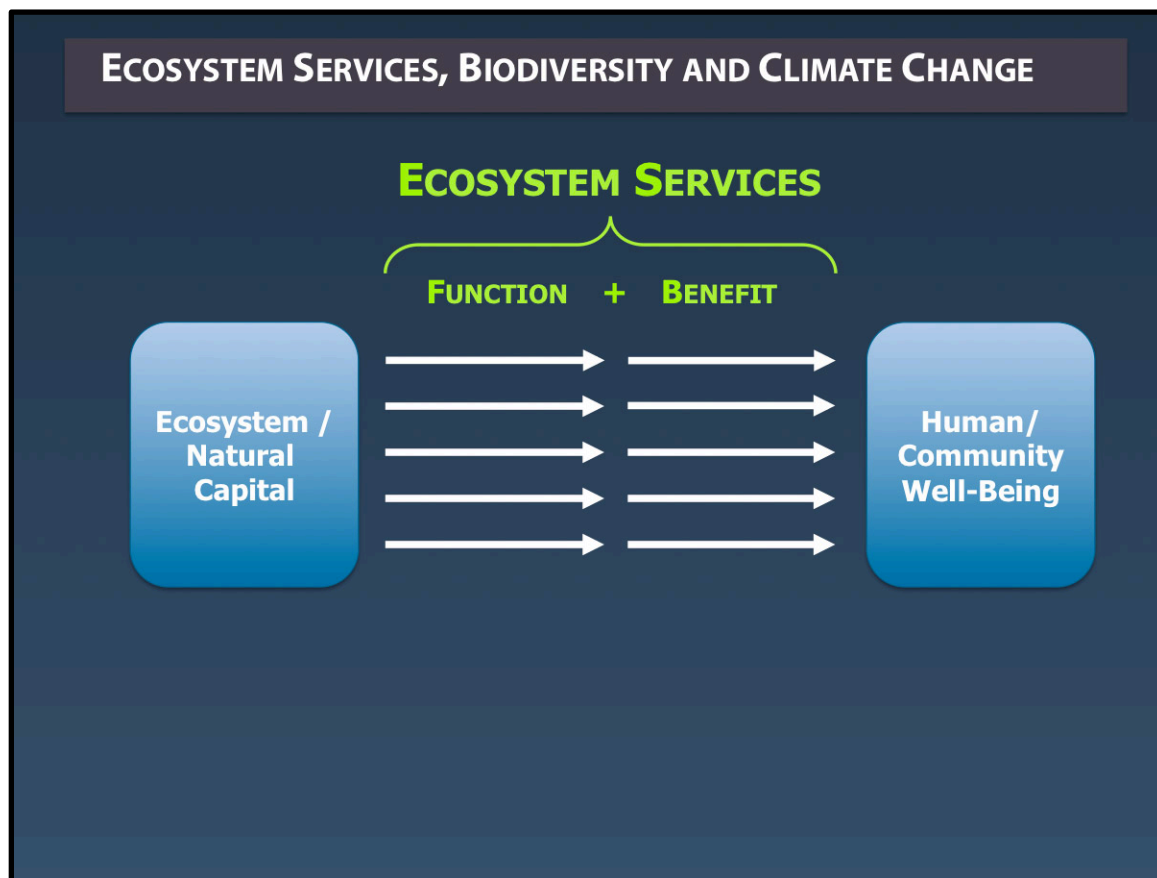 ECOSYSTEM SERVICES, BIODIVERSITY AND CLIMATE CHANGE
ECOSYSTEM SERVICES
FUNCTION + BENEFIT
Ecosystem /
Natural
Capital
Human/
Community
Well-Being